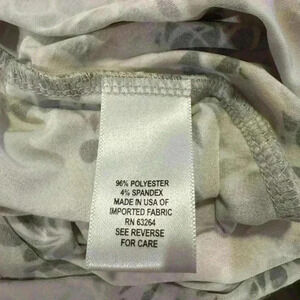 96% POLYESTER
4% SPANDEX
MADE IN USA OF
IMPORTED FABRIC
RN 63264
SEE REVERSE
FOR CARE